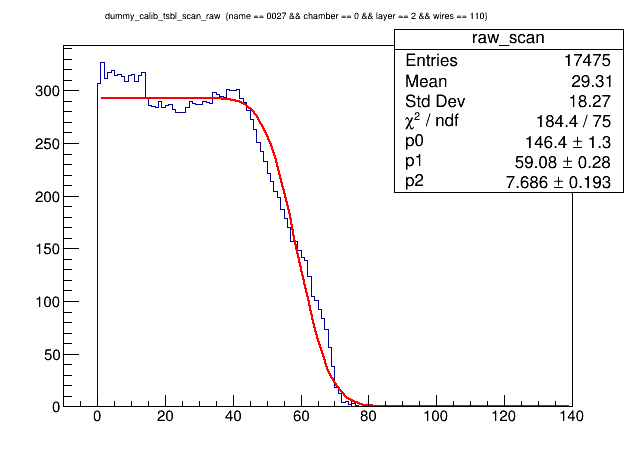 dummy_calib_tsbl_scan_raw (name == 0027 && chamber == 0 && layer == 2 && wires == 110)
raw_scan
Entries 17475
Mean 29.31
Std Dev 18.27
χ² / ndf 184.4 / 75
p0 146.4 ± 1.3
p1 59.08 ± 0.28
p2 7.686 ± 0.193
300
250
200
150
100
50
0
0 20 40 60 80 100 120 140